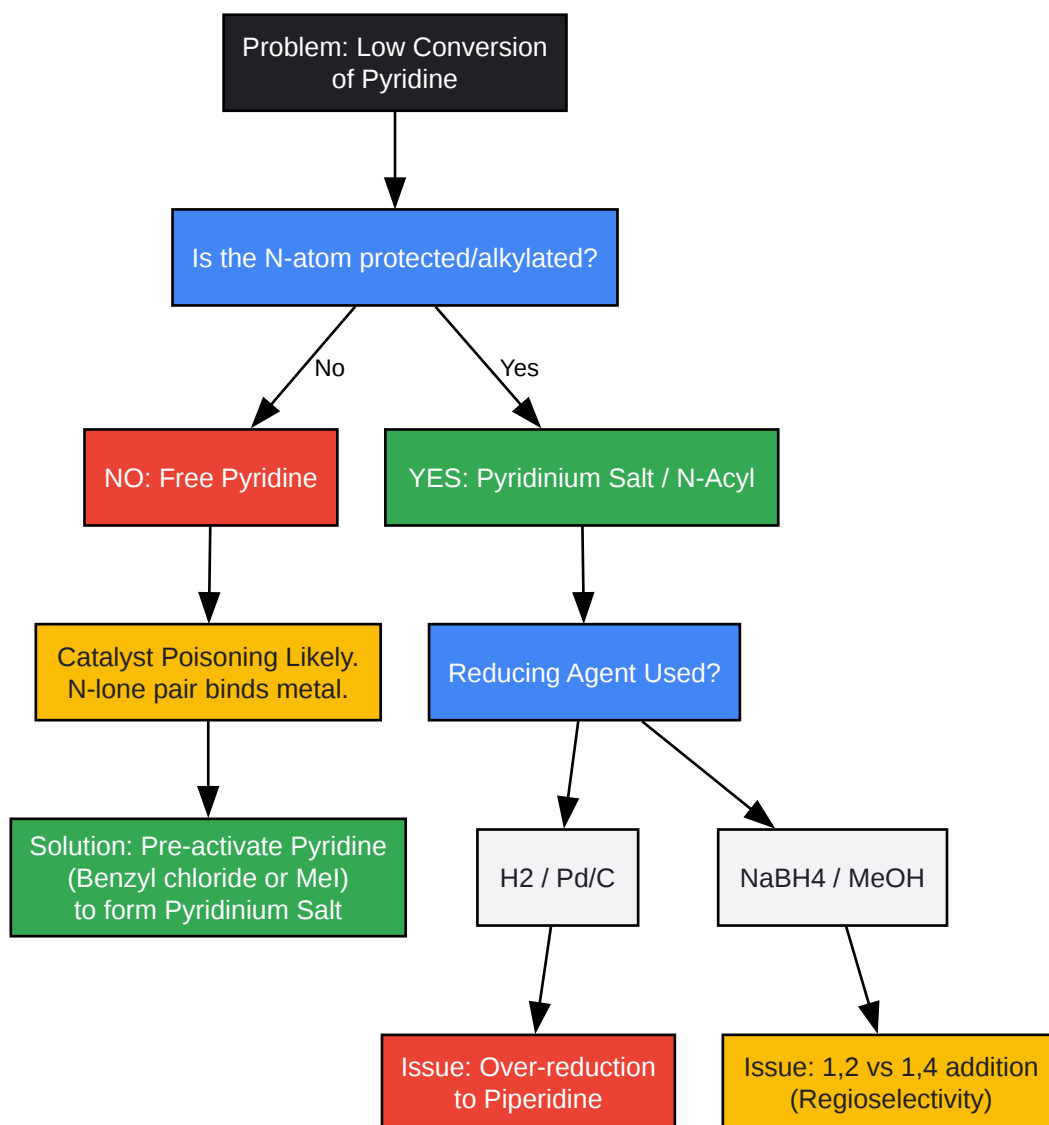 Problem: Low Conversion
of Pyridine
Is the N-atom protected/alkylated?
No
Yes
NO: Free Pyridine
YES: Pyridinium Salt / N-Acyl
Catalyst Poisoning Likely.
N-lone pair binds metal.
Reducing Agent Used?
Solution: Pre-activate Pyridine
(Benzyl chloride or MeI)
to form Pyridinium Salt
H2 / Pd/C
NaBH4 / MeOH
Issue: Over-reduction
to Piperidine
Issue: 1,2 vs 1,4 addition
(Regioselectivity)